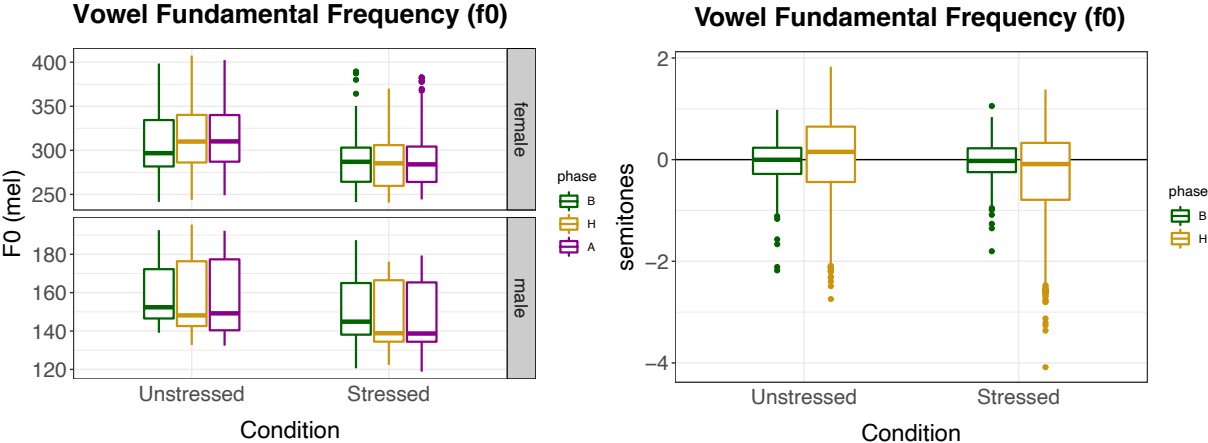 Vowel Fundamental Frequency (f0)
F0 (mel)
400
350
300
250
female
180
160
140
120
male
Unstressed
Stressed
Condition
phase
B
H
A
Vowel Fundamental Frequency (f0)
semitones
2
0
−2
−4
Unstressed
Stressed
Condition
phase
B
H